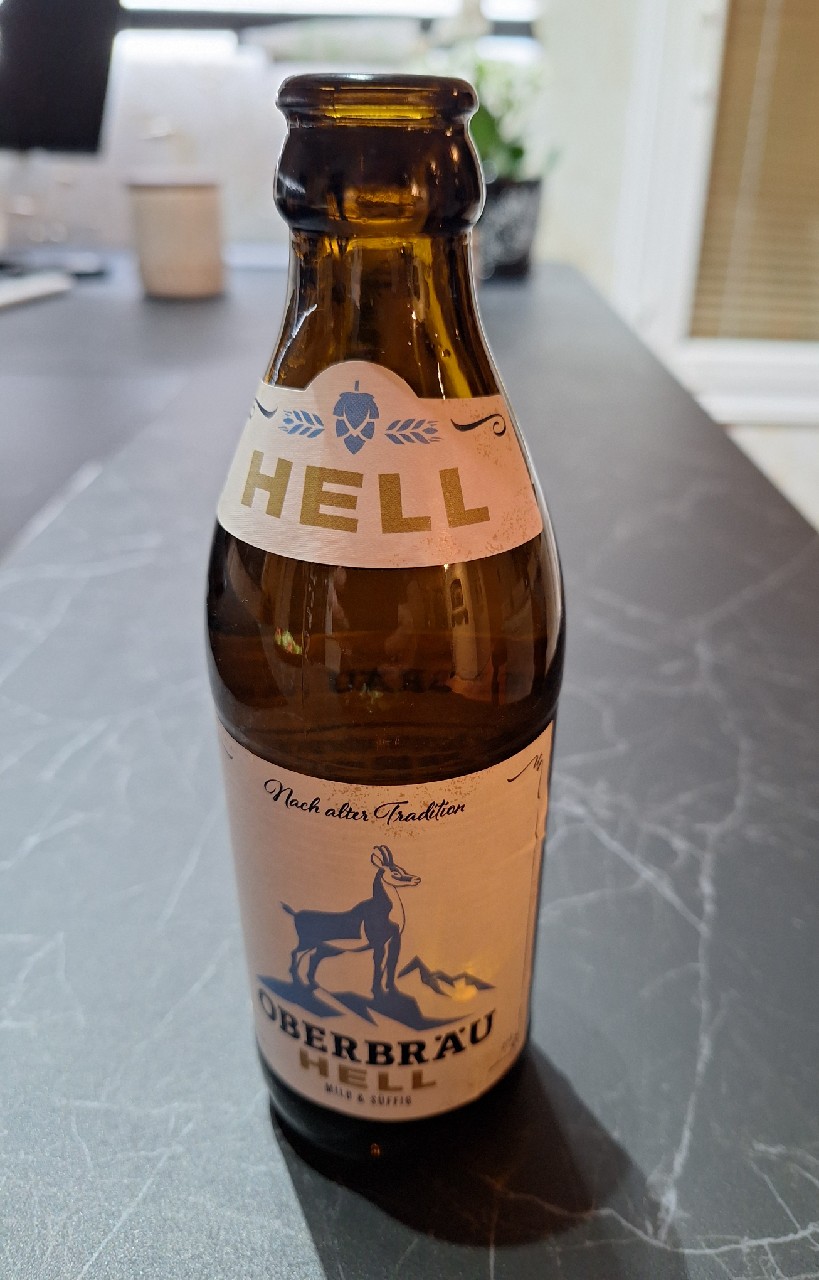 HELL
Nach alter Tradition
OBERBRÄU
HELL
MILD & SÜFFIG